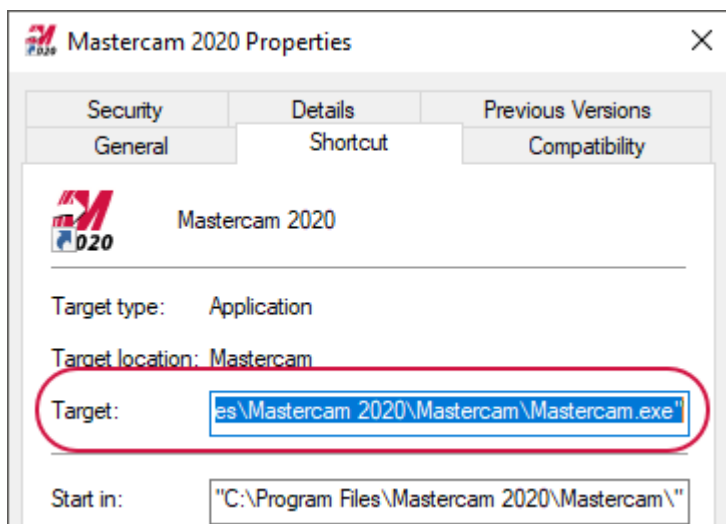 Mastercam 2020 Properties
Security Details Previous Versions
General Shortcut Compatibility
020
Mastercam 2020
Target type: Application
Target location: Mastercam
Target: es\Mastercam 2020\Mastercam\Mastercam.exe"
Start in: "C:\Program Files\Mastercam 2020\Mastercam\"